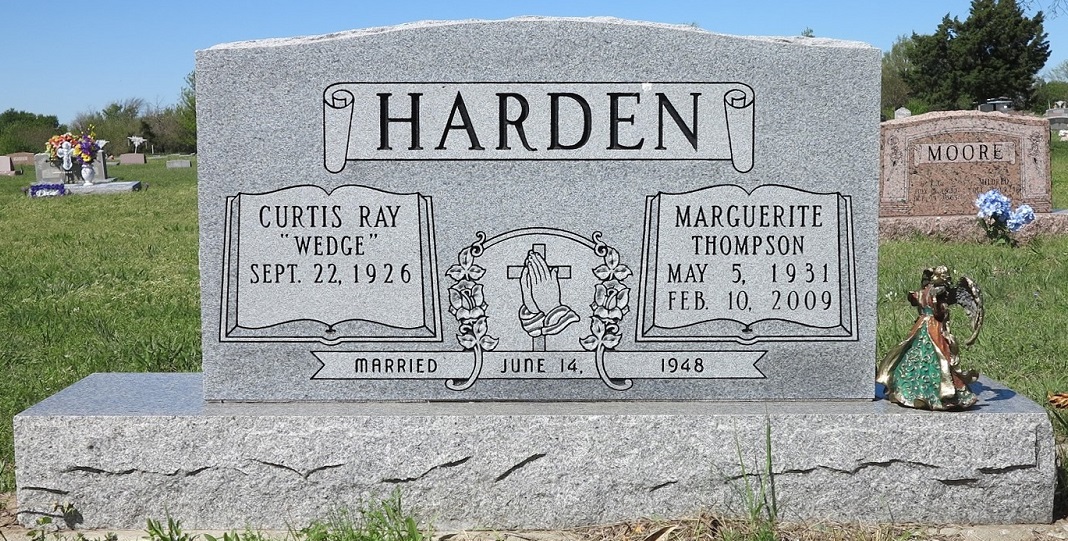 HARDEN
CURTIS RAY
"WEDGE"
SEPT. 22, 1926
MARGUERITE
THOMPSON
MAY 5, 1931
FEB. 10, 2009
MARRIED JUNE 14, 1948
MOORE